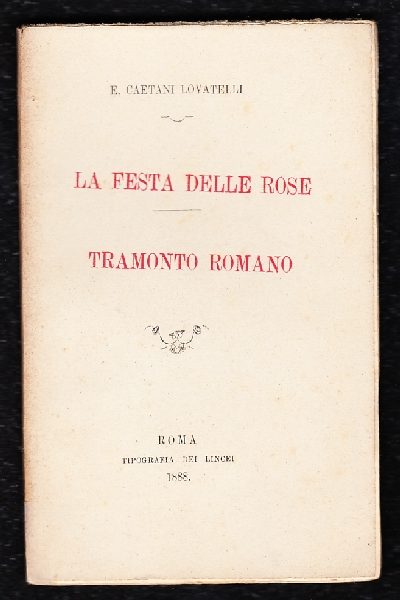 E. CAETANI LOVATELLI
LA FESTA DELLE ROSE
TRAMONTO ROMANO
ROMA
TIPOGRAFIA DEI LINCEI
1888.